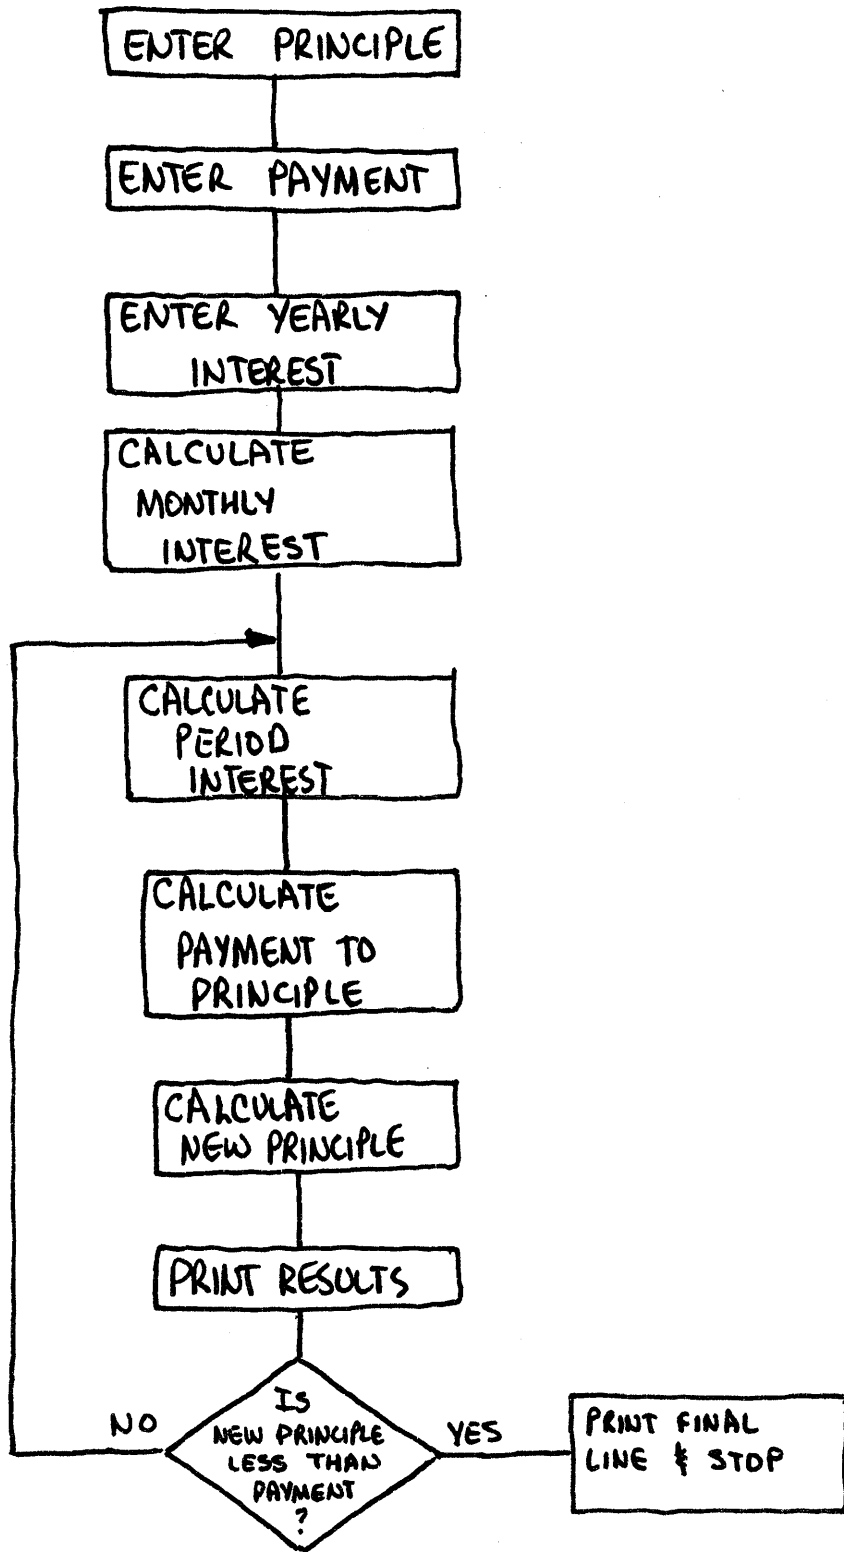 ENTER PRINCIPLE
ENTER PAYMENT
ENTER YEARLY
INTEREST
CALCULATE
MONTHLY
INTEREST
CALCULATE
PERIOD
INTEREST
CALCULATE
PAYMENT TO
PRINCIPLE
CALCULATE
NEW PRINCIPLE
PRINT RESULTS
IS
NEW PRINCIPLE
LESS THAN
PAYMENT
?
NO
YES
PRINT FINAL
LINE & STOP